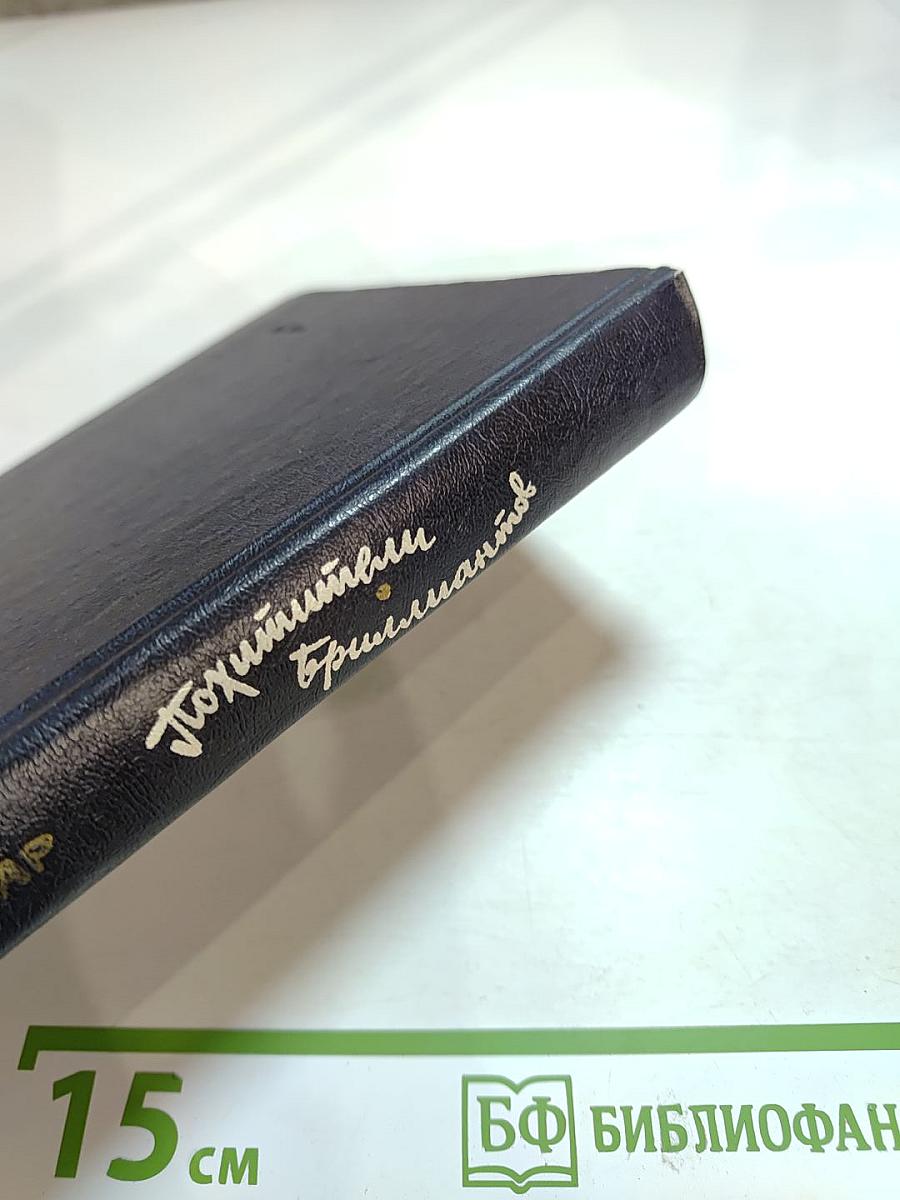 Похитители
Бриллиантов
АР
15 см
БФ БИБЛИОФАН